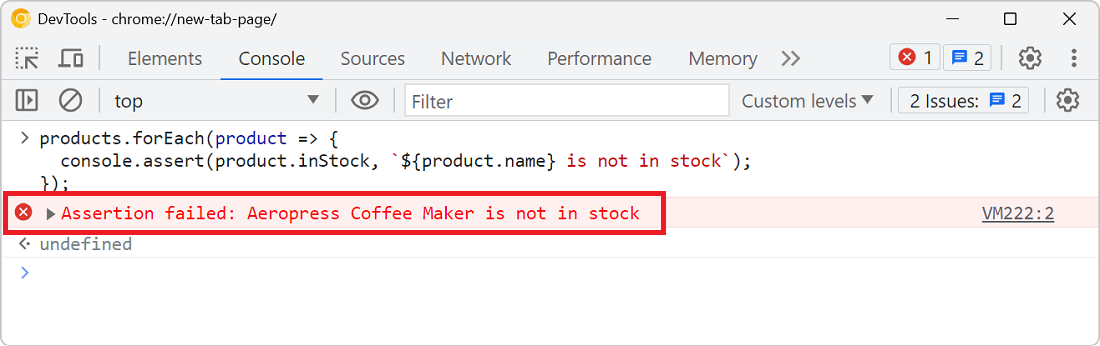 DevTools - chrome://new-tab-page/
Elements Console Sources Network Performance Memory 1 2
top Filter Custom levels 2 Issues: 2
products.forEach(product => {
console.assert(product.inStock, `${product.name} is not in stock`);
});
Assertion failed: Aeropress Coffee Maker is not in stock VM222:2
undefined